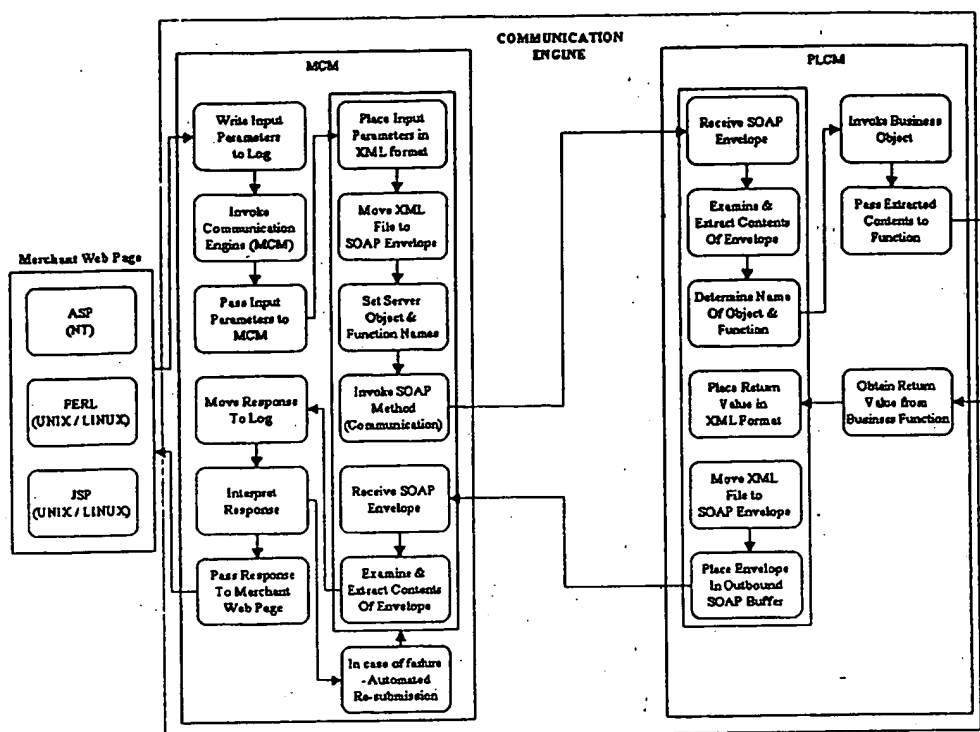 COMMUNICATION
ENGINE
MCM
PLCM
Write Input
Parameters
to Log
Place Input
Parameters in
XML format
Receive SOAP
Envelope
Invoke Business
Object
Invoke
Communication
Engine (MCM)
Move XML
File to
SOAP Envelope
Examines &
Extract Contents
Of Envelope
Pass Extracted
Contents to
Function
Merchant Web Page
ASP
(NT)
Pass Input
Parameters to
MCM
Set Server
Object &
Function Names
Determine Name
Of Object &
Function
PERL
(UNIX / LINUX)
Move Response
To Log
Invoke SOAP
Method
(Communication)
Place Return
Value in
XML Format
Obtain Return
Value from
Business Function
JSP
(UNIX / LINUX)
Interpret
Response
Receive SOAP
Envelope
Move XML
File to
SOAP Envelope
Pass Response
To Merchant
Web Page
Examine &
Extract Contents
Of Envelope
Place Envelope
In Outbound
SOAP Buffer
In case of failure
- Automated
Re-submission